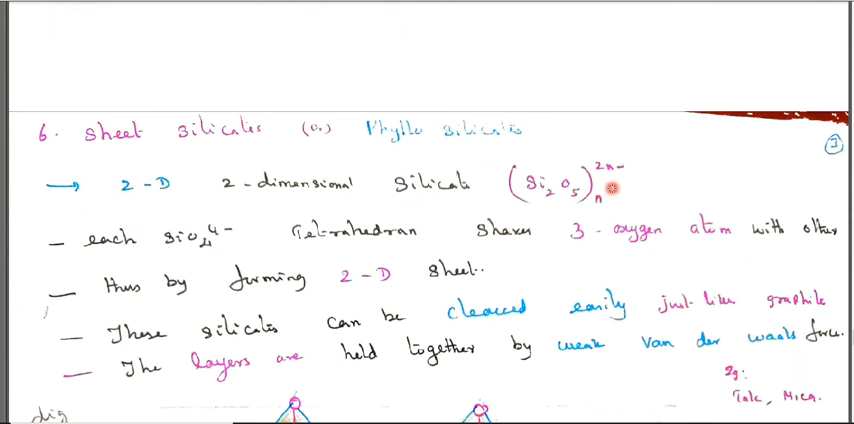 6. Sheet Silicates (or) Phyllo silicates
(7)
→ 2-D 2-dimensional Silicate (Si₂O₅)ₙ²ⁿ⁻
- each SiO₄⁴⁻ Tetrahedran Shares 3-oxygen atom with other
- thus by forming 2-D sheet..
- These silicates can be cleaved easily just-like graphite
- The layers are held together by weak Van der waals force.
Eg:
Talc, Mica.
dig